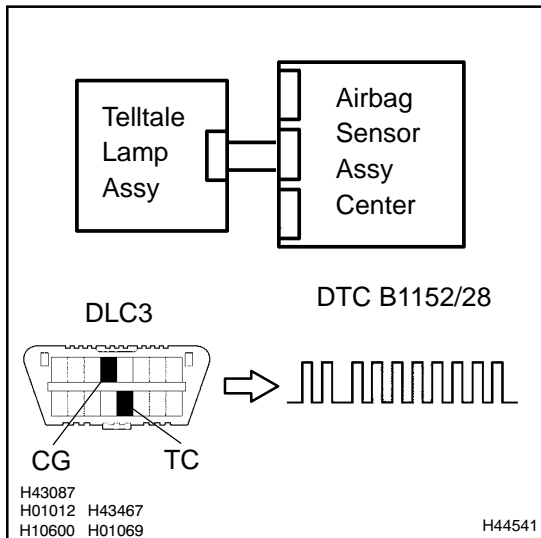 Telltale
Lamp
Assy
Airbag
Sensor
Assy
Center
DTC B1152/28
DLC3
CG
TC
H43087
H01012 H43467
H10600 H01069
H44541